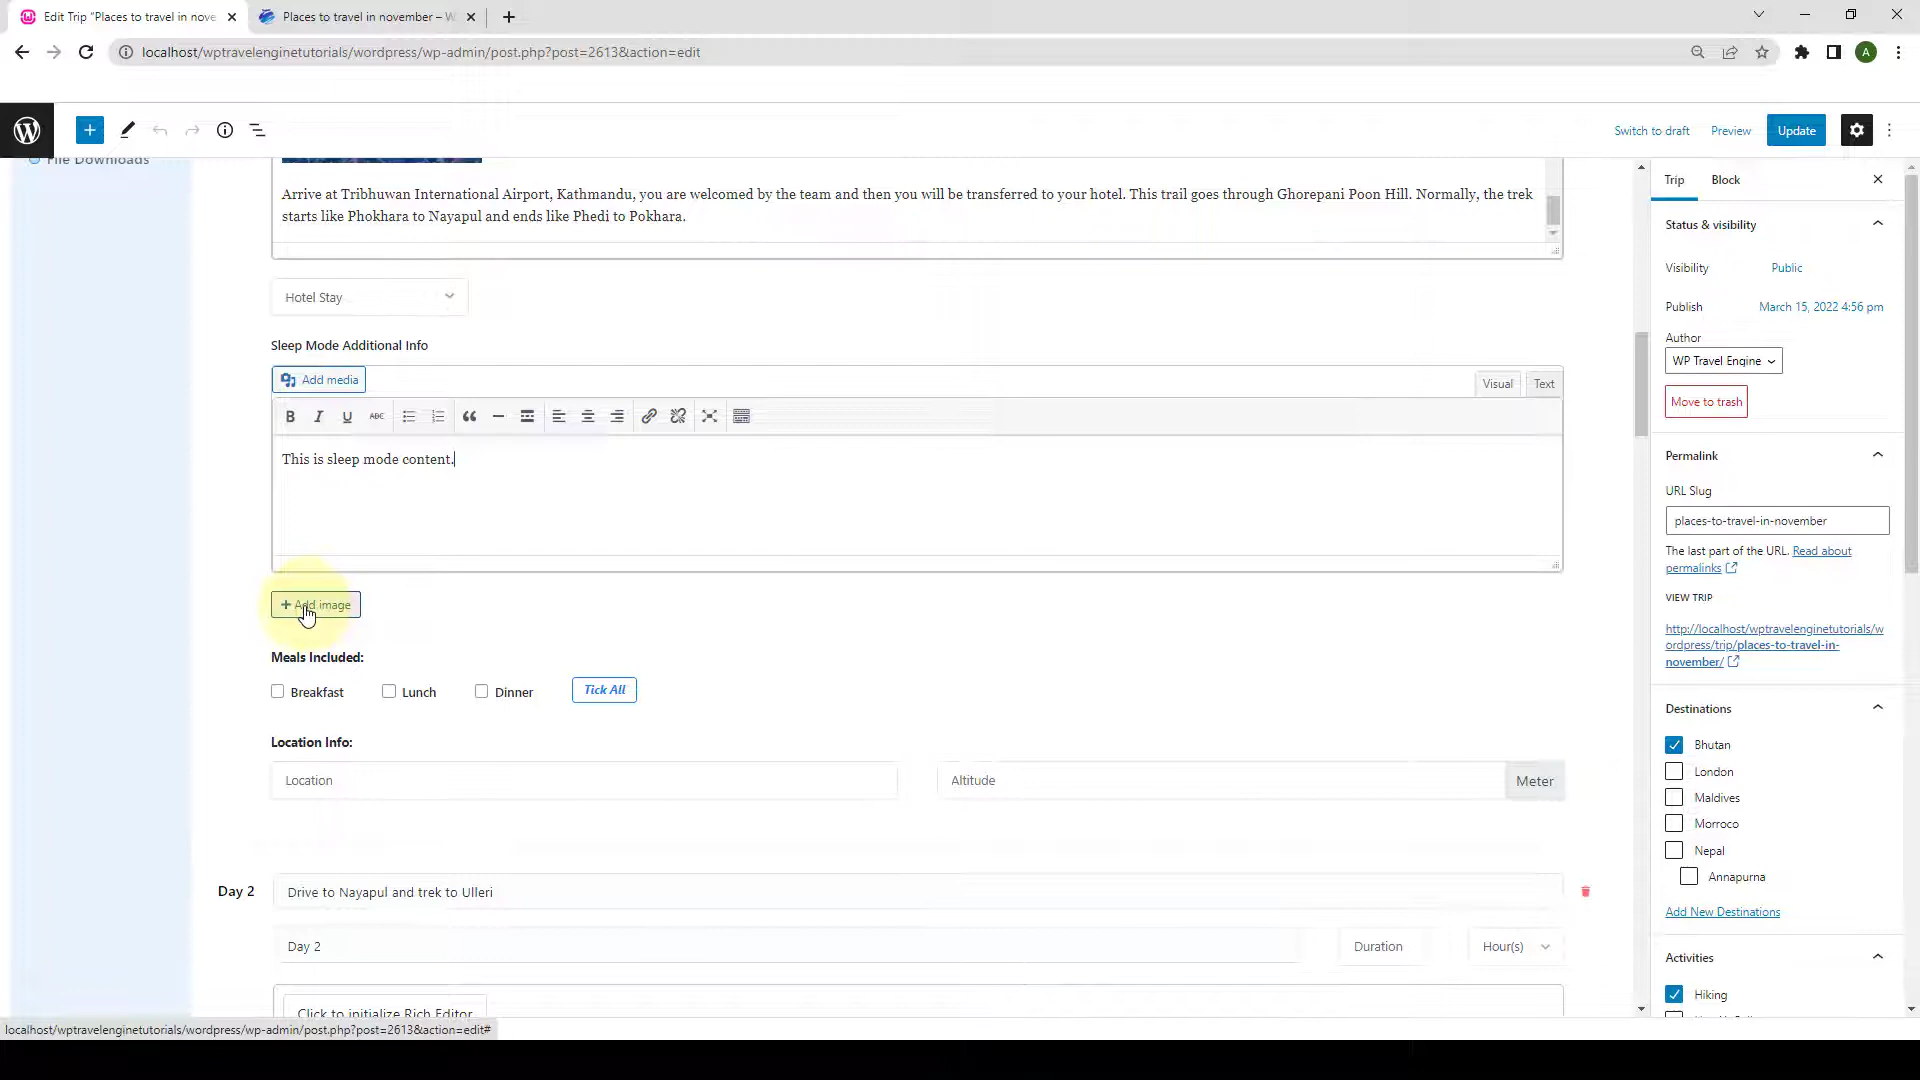 Edit Trip "Places to travel in nove
Places to travel in november – W
localhost/wptravelenginetutorials/wordpress/wp-admin/post.php?post=2613&action=edit
A
Switch to draft
Preview
Update
File Downloads
Arrive at Tribhuwan International Airport, Kathmandu, you are welcomed by the team and then you will be transferred to your hotel. This trail goes through Ghorepani Poon Hill. Normally, the trek
starts like Phokhara to Nayapul and ends like Phedi to Pokhara.
Hotel Stay
Sleep Mode Additional Info
Add media
Visual
Text
ABC
This is sleep mode content.
+ Add image
Meals Included:
Breakfast
Lunch
Dinner
Tick All
Location Info:
Location
Altitude
Meter
Day 2
Drive to Nayapul and trek to Ulleri
Day 2
Duration
Hour(s)
Click to initialize Rich Editor
localhost/wptravelenginetutorials/wordpress/wp-admin/post.php?post=2613&action=edit#
Trip
Block
Status & visibility
Visibility
Public
Publish
March 15, 2022 4:56 pm
Author
WP Travel Engine
Move to trash
Permalink
URL Slug
places-to-travel-in-november
The last part of the URL. Read about
permalinks
VIEW TRIP
http://localhost/wptravelenginetutorials/w
ordpress/trip/places-to-travel-in-
november/
Destinations
Bhutan
London
Maldives
Morroco
Nepal
Annapurna
Add New Destinations
Activities
Hiking